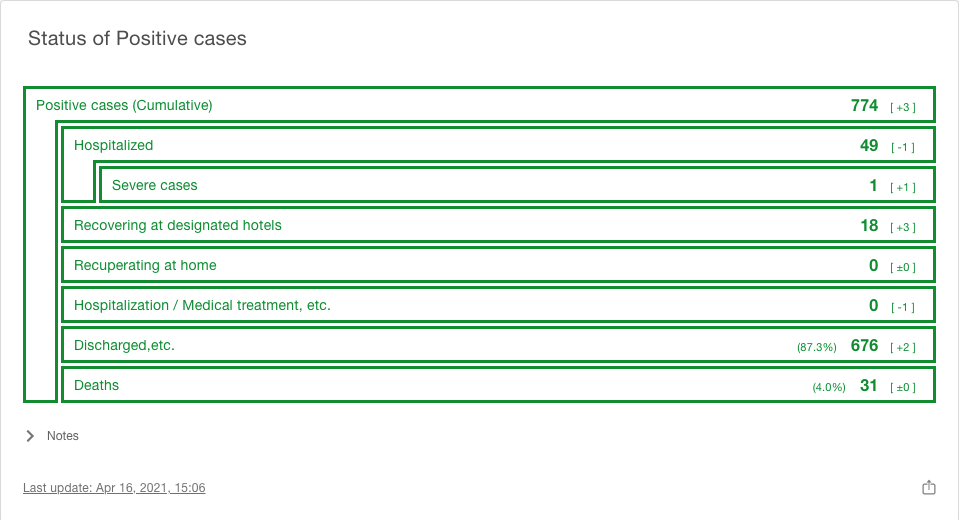 Status of Positive cases
Positive cases (Cumulative) 774 [ +3 ]
Hospitalized 49 [ -1 ]
Severe cases 1 [ +1 ]
Recovering at designated hotels 18 [ +3 ]
Recuperating at home 0 [ ±0 ]
Hospitalization / Medical treatment, etc. 0 [ -1 ]
Discharged,etc. (87.3%) 676 [ +2 ]
Deaths (4.0%) 31 [ ±0 ]
Notes
Last update: Apr 16, 2021, 15:06